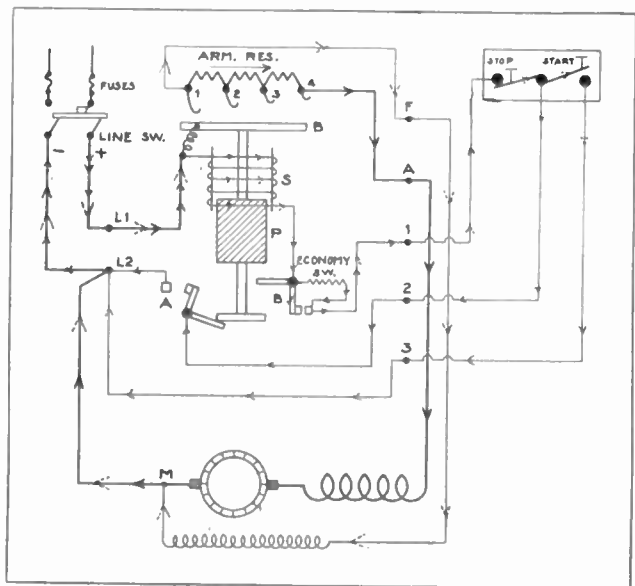 ARM. RES.
STOP START
FUSES
1 2 3 4
F
B
LINE SW.
- +
S
A
L1
P
1
ECONOMY
SW.
L2
B
A
2
3
M